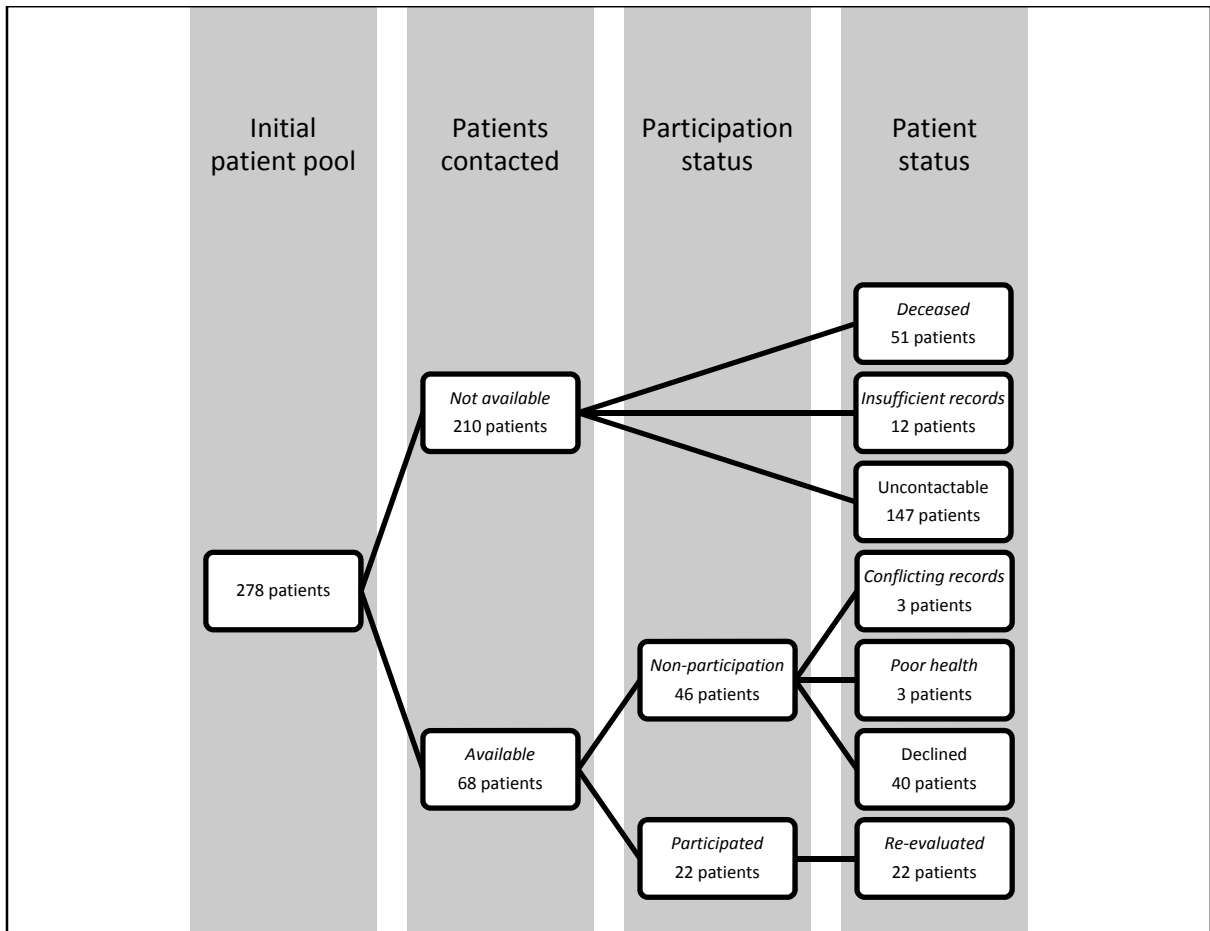 Initial
patient pool
Patients
contacted
Participation
status
Patient
status
Deceased
51 patients
Not available
210 patients
Insufficient records
12 patients
Uncontactable
147 patients
278 patients
Conflicting records
3 patients
Non-participation
46 patients
Poor health
3 patients
Available
68 patients
Declined
40 patients
Participated
22 patients
Re-evaluated
22 patients